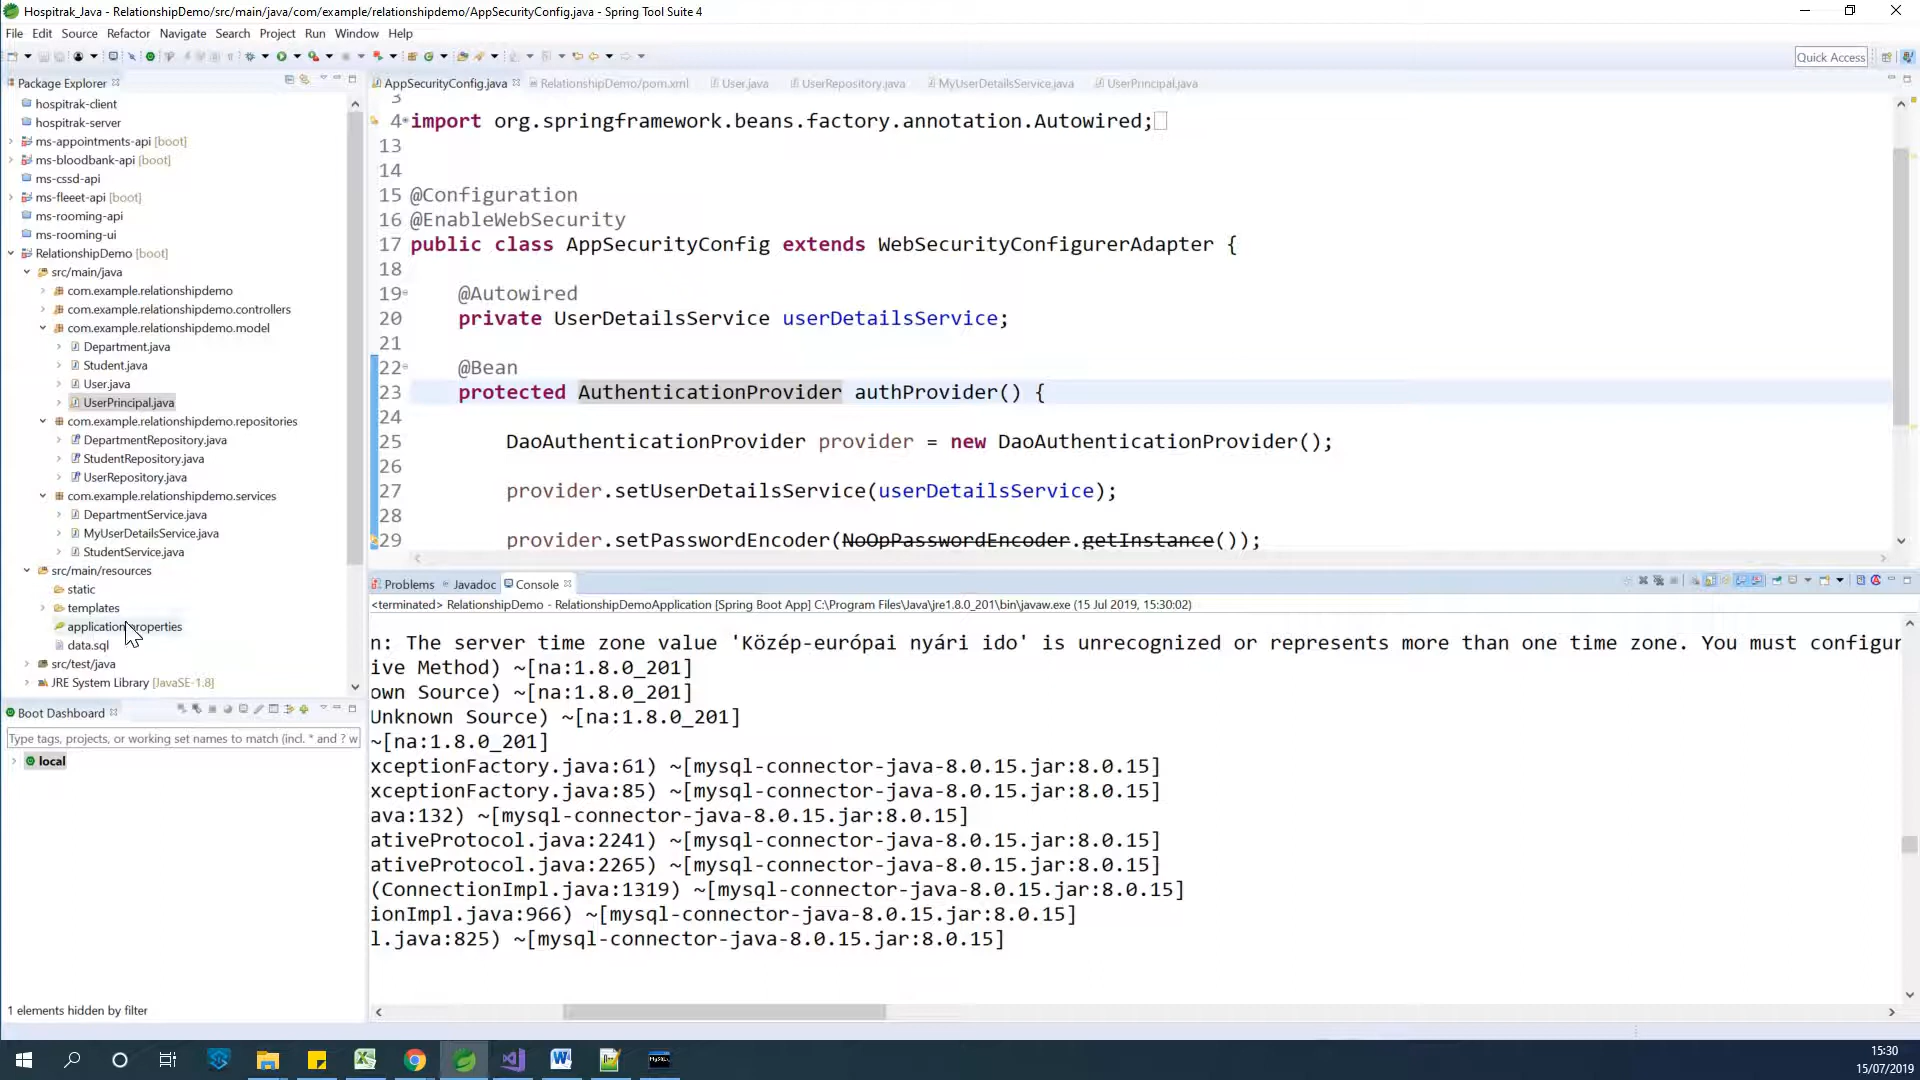 Hospitrak_Java - RelationshipDemo/src/main/java/com/example/relationshipdemo/AppSecurityConfig.java - Spring Tool Suite 4
File Edit Source Refactor Navigate Search Project Run Window Help
Quick Access
Package Explorer
hospitrak-client
hospitrak-server
ms-appointments-api [boot]
ms-bloodbank-api [boot]
ms-cssd-api
ms-fleeet-api [boot]
ms-rooming-api
ms-rooming-ui
RelationshipDemo [boot]
src/main/java
com.example.relationshipdemo
com.example.relationshipdemo.controllers
com.example.relationshipdemo.model
Department.java
Student.java
User.java
UserPrincipal.java
com.example.relationshipdemo.repositories
DepartmentRepository.java
StudentRepository.java
UserRepository.java
com.example.relationshipdemo.services
DepartmentService.java
MyUserDetailsService.java
StudentService.java
src/main/resources
static
templates
application.properties
data.sql
src/test/java
JRE System Library [JavaSE-1.8]
Boot Dashboard
Type tags, projects, or working set names to match (incl. * and ? w
local
1 elements hidden by filter
AppSecurityConfig.java RelationshipDemo/pom.xml User.java UserRepository.java MyUserDetailsService.java UserPrincipal.java
3
4 import org.springframework.beans.factory.annotation.Autowired;
13
14
15 @Configuration
16 @EnableWebSecurity
17 public class AppSecurityConfig extends WebSecurityConfigurerAdapter {
18
19 @Autowired
20 private UserDetailsService userDetailsService;
21
22 @Bean
23 protected AuthenticationProvider authProvider() {
24
25 DaoAuthenticationProvider provider = new DaoAuthenticationProvider();
26
27 provider.setUserDetailsService(userDetailsService);
28
29 provider.setPasswordEncoder(NoOpPasswordEncoder.getInstance());
Problems Javadoc Console
<terminated> RelationshipDemo - RelationshipDemoApplication [Spring Boot App] C:\Program Files\Java\jre1.8.0_201\bin\javaw.exe (15 Jul 2019, 15:30:02)
n: The server time zone value 'Közép-európai nyári ido' is unrecognized or represents more than one time zone. You must configur
ive Method) ~[na:1.8.0_201]
own Source) ~[na:1.8.0_201]
Unknown Source) ~[na:1.8.0_201]
~[na:1.8.0_201]
xceptionFactory.java:61) ~[mysql-connector-java-8.0.15.jar:8.0.15]
xceptionFactory.java:85) ~[mysql-connector-java-8.0.15.jar:8.0.15]
ava:132) ~[mysql-connector-java-8.0.15.jar:8.0.15]
ativeProtocol.java:2241) ~[mysql-connector-java-8.0.15.jar:8.0.15]
ativeProtocol.java:2265) ~[mysql-connector-java-8.0.15.jar:8.0.15]
(ConnectionImpl.java:1319) ~[mysql-connector-java-8.0.15.jar:8.0.15]
ionImpl.java:966) ~[mysql-connector-java-8.0.15.jar:8.0.15]
l.java:825) ~[mysql-connector-java-8.0.15.jar:8.0.15]
15:30
15/07/2019